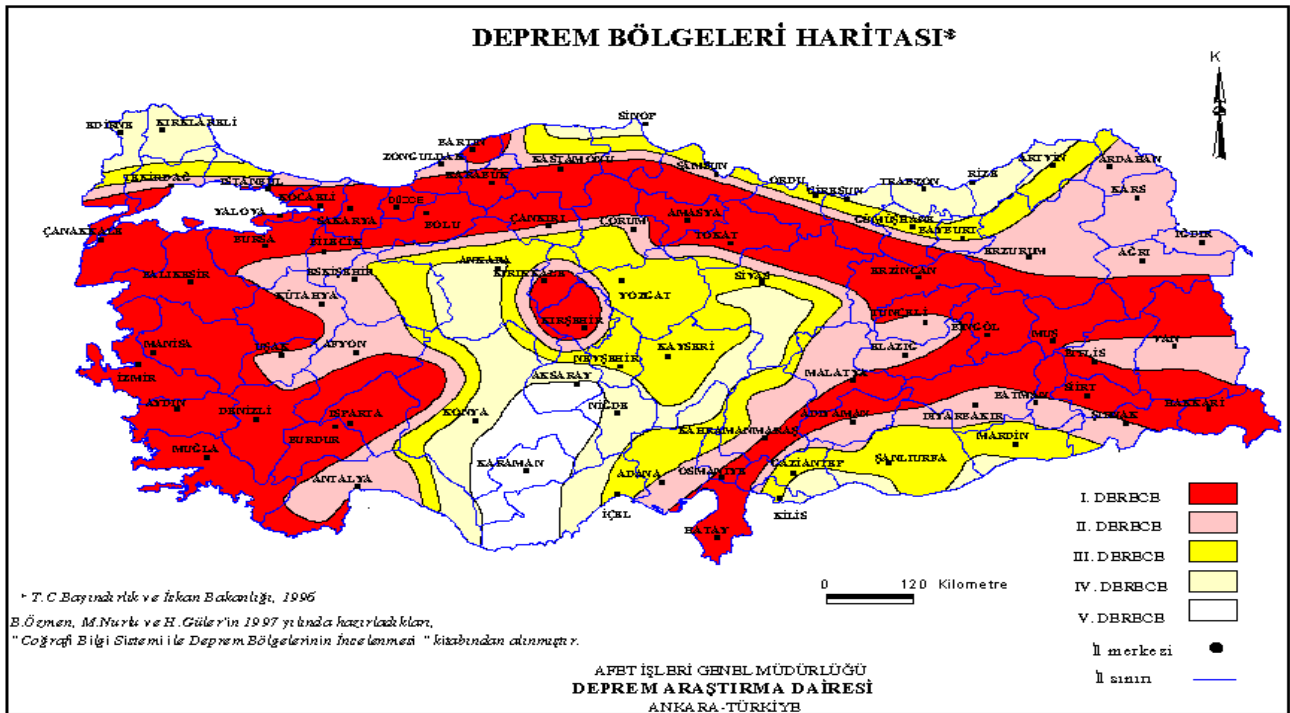 DEPREM BÖLGELERİ HARİTASI*
K
SİNOP
EDİRNE
KIRKLARELİ
BARTIN
ZONGULDAK
KASTAMONU
KARABÜK
SAMSUN
ARTVİN
ARDAHAN
TEKİRDAĞ
İSTANBUL
KOCAELİ
ORDU
GİRESUN
TRABZON
RİZE
KARS
YALOVA
SAKARYA
DÜZCE
BOLU
ÇANKIRI
ÇORUM
AMASYA
TOKAT
GÜMÜŞHANE
BAYBURT
ÇANAKKALE
BURSA
BİLECİK
ERZURUM
IĞDIR
AĞRI
BALIKESİR
ESKİŞEHİR
ANKARA
KIRIKKALE
YOZGAT
SİVAS
ERZİNCAN
KÜTAHYA
TUNCELİ
BİNGÖL
MUŞ
KIRŞEHİR
MANİSA
UŞAK
AFYON
KAYSERİ
ELAZIĞ
BİTLİS
VAN
NEVŞEHİR
İZMİR
AKSARAY
MALATYA
SİİRT
AYDIN
DENİZLİ
ISPARTA
KONYA
NİĞDE
ADIYAMAN
DİYARBAKIR
BATMAN
ŞIRNAK
HAKKARİ
BURDUR
KAHRAMANMARAŞ
MARDİN
MUĞLA
KARAMAN
ADANA
OSMANİYE
GAZİANTEP
ŞANLIURFA
ANTALYA
İÇEL
KİLİS
HATAY
I. DERECE
II. DERECE
III. DERECE
IV. DERECE
V. DERECE
İl merkezi
İl sınırı
0 120 Kilometre
* T.C Bayındırlık ve İskan Bakanlığı, 1996
B.Özmen, M.Nurlu ve H.Güler'in 1997 yılında hazırladıkları,
"Coğrafi Bilgi Sistemi ile Deprem Bölgelerinin İncelenmesi" kitabından alınmıştır.
AFET İŞLERİ GENEL MÜDÜRLÜĞÜ
DEPREM ARAŞTIRMA DAİRESİ
ANKARA-TÜRKİYE